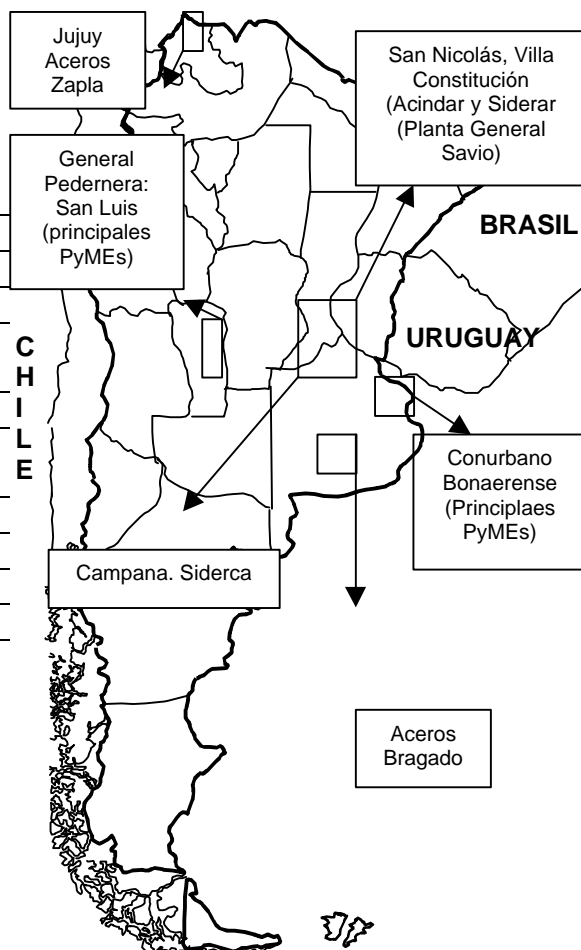 Jujuy
Aceros
Zapla
San Nicolás, Villa
Constitución
(Acindar y Siderar
(Planta General
Savio)
General
Pedernera:
San Luis
(principales
PyMEs)
BRASIL
URUGUAY
C
H
I
L
E
Conurbano
Bonaerense
(Principlaes
PyMEs)
Campana. Siderca
Aceros
Bragado